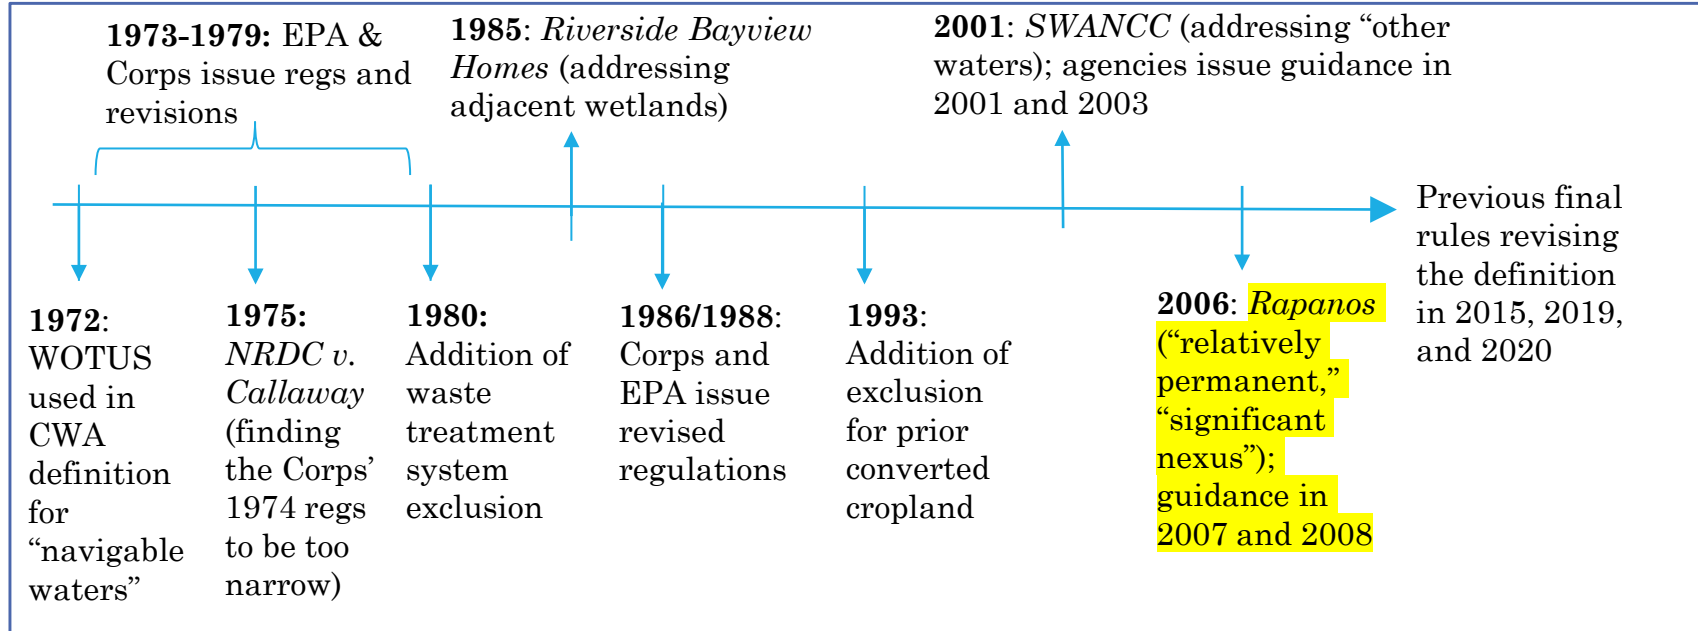 1973-1979: EPA &
Corps issue regs and
revisions
1985: Riverside Bayview
Homes (addressing
adjacent wetlands)
2001: SWANCC (addressing “other
waters); agencies issue guidance in
2001 and 2003
1972:
WOTUS
used in
CWA
definition
for
“navigable
waters”
1975:
NRDC v.
Callaway
(finding
the Corps’
1974 regs
to be too
narrow)
1980:
Addition of
waste
treatment
system
exclusion
1986/1988:
Corps and
EPA issue
revised
regulations
1993:
Addition of
exclusion
for prior
converted
cropland
2006: Rapanos
(“relatively
permanent,”
“significant
nexus”);
guidance in
2007 and 2008
Previous final
rules revising
the definition
in 2015, 2019,
and 2020